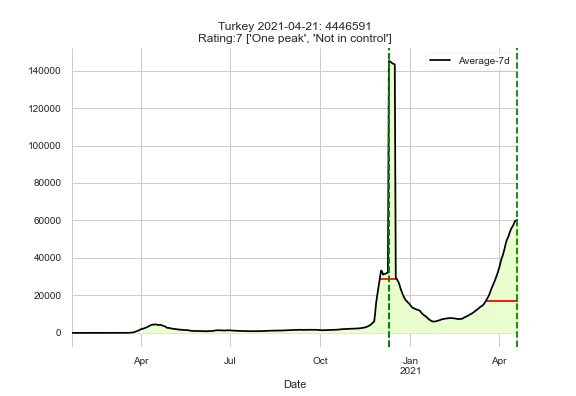 Turkey 2021-04-21: 4446591
Rating:7 ['One peak', 'Not in control']
Average-7d
140000
120000
100000
80000
60000
40000
20000
0
Apr
Jul
Oct
Jan
2021
Apr
Date